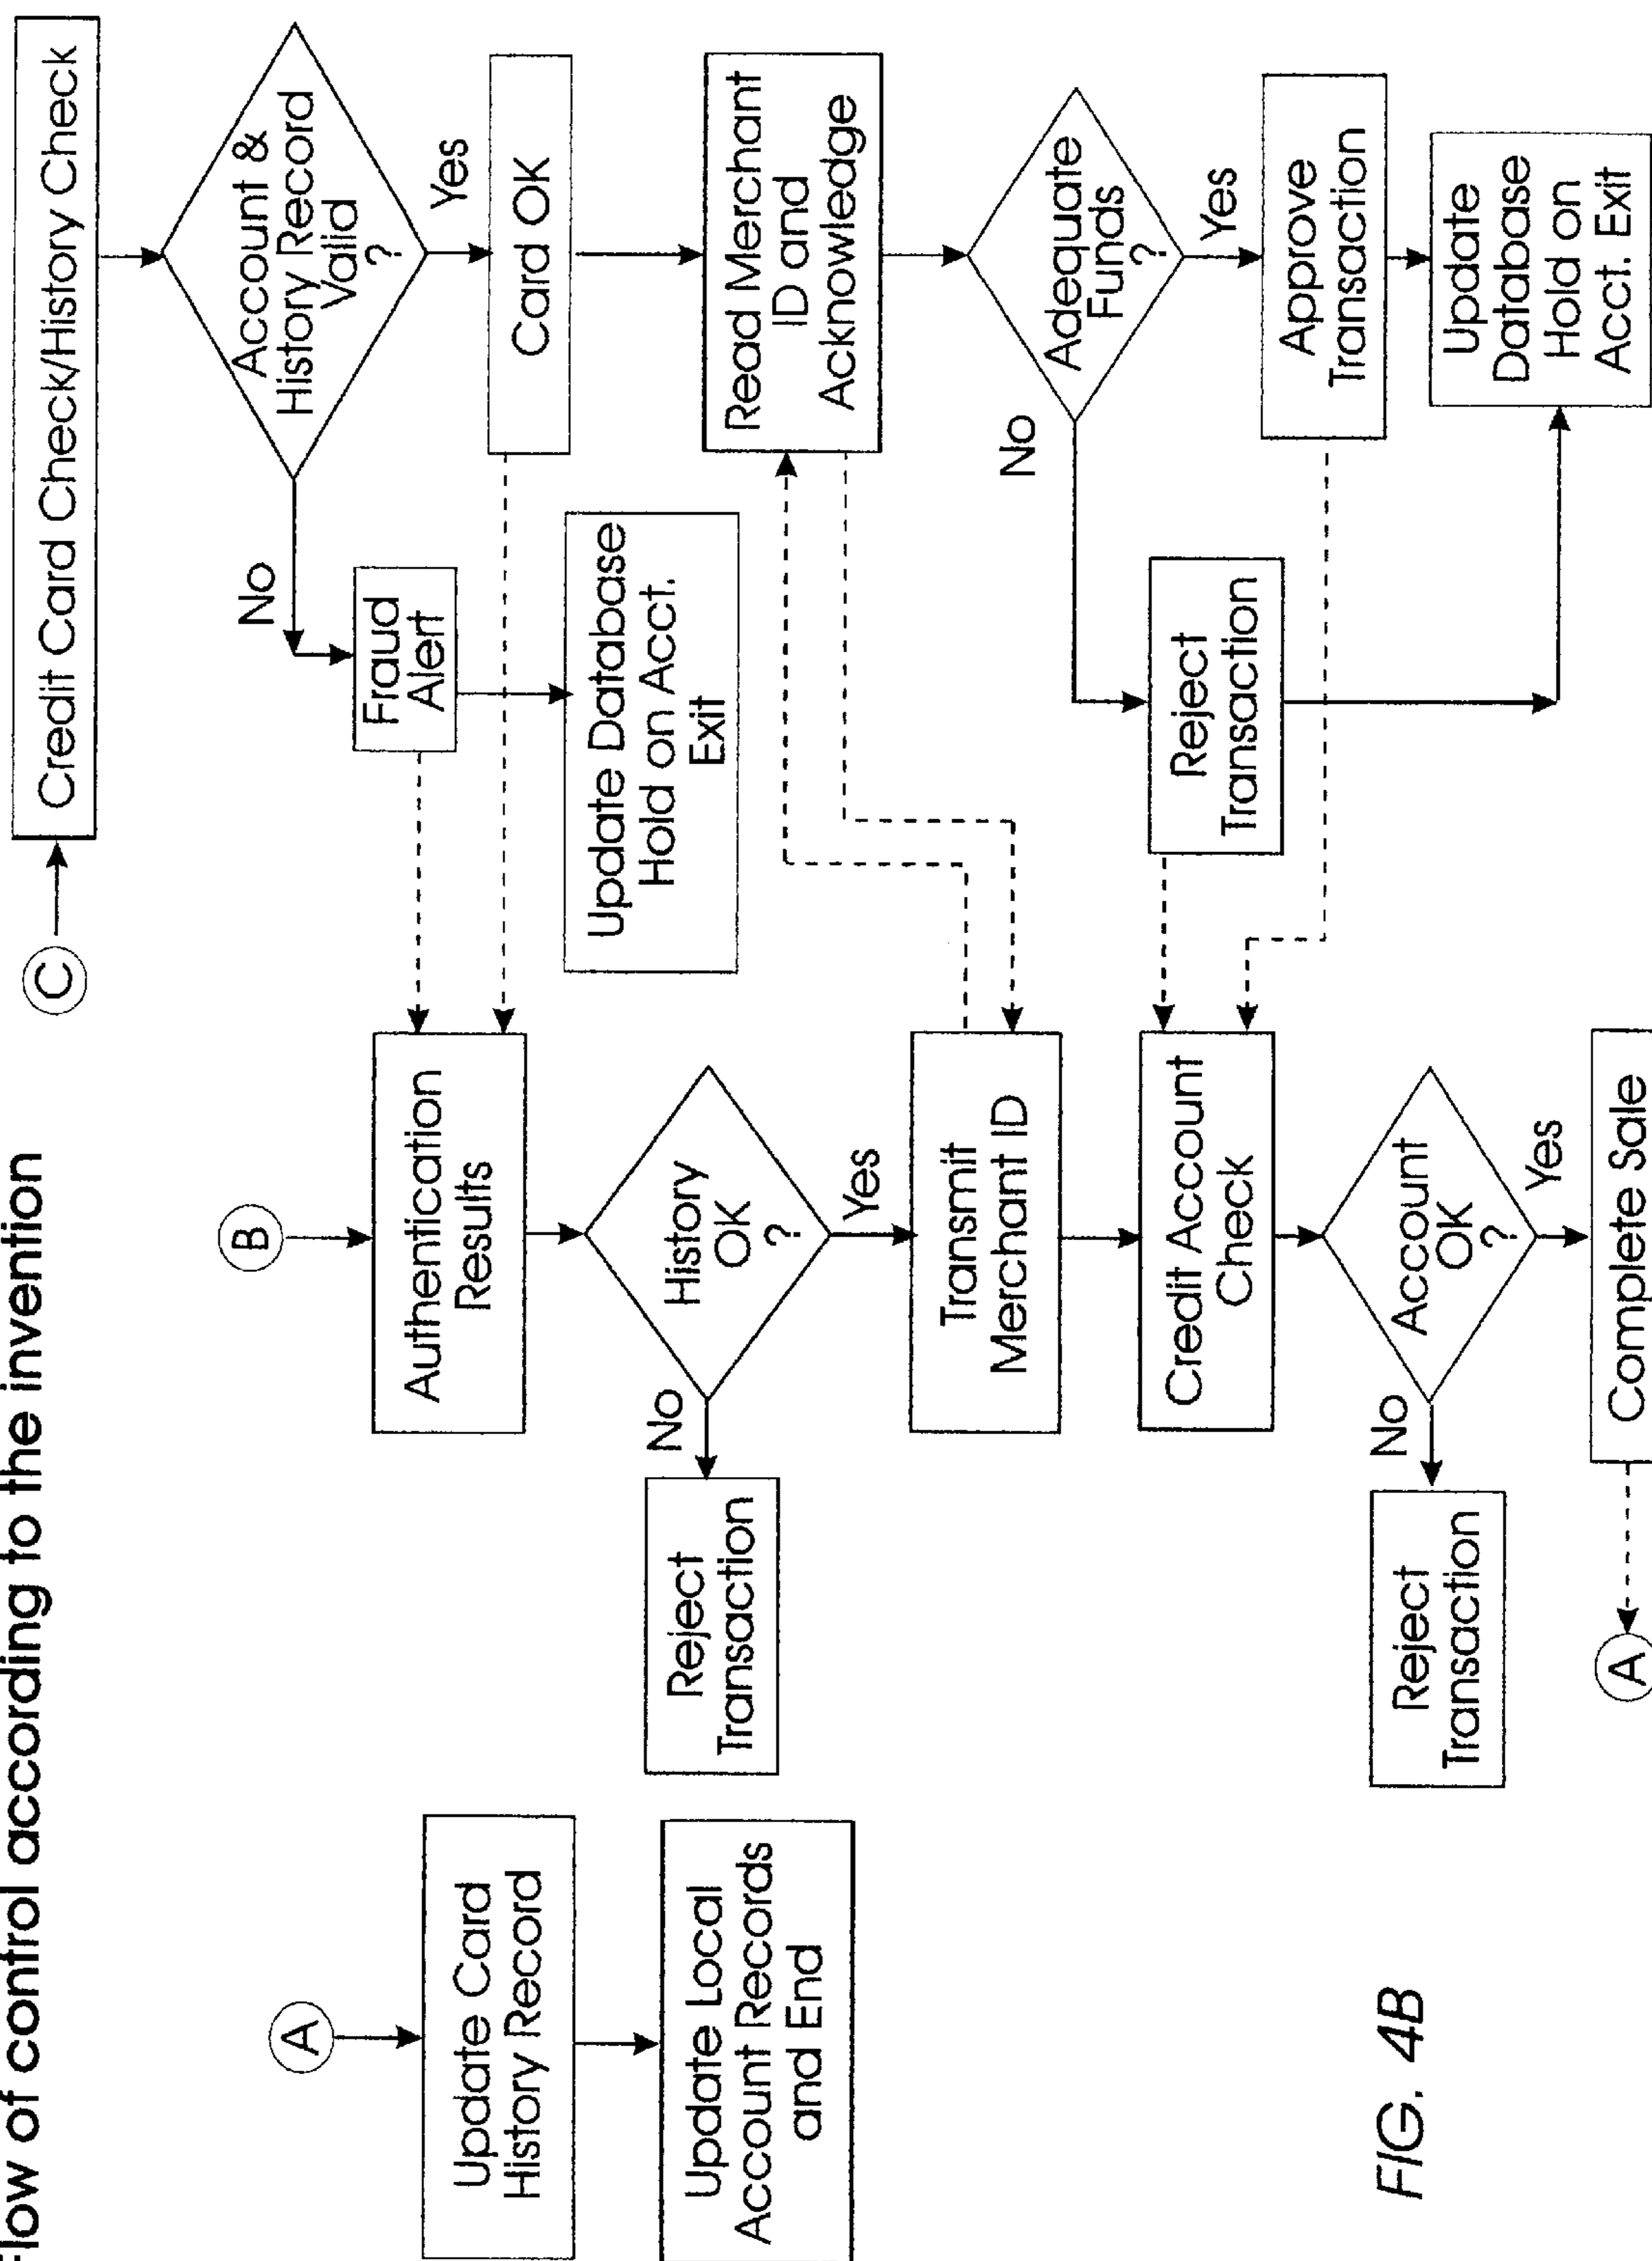 Flow of control according to the invention
A
Update Card
History Record
Update Local
Account Records
and End
B
Authentication
Results
History
OK
?
No
Yes
Reject
Transaction
Transmit
Merchant ID
Credit Account
Check
Account
OK
?
No
Yes
Reject
Transaction
Complete Sale
A
C
Credit Card Check/History Check
Account &
History Record
Valid
?
No
Yes
Fraud
Alert
Update Database
Hold on Acct.
Exit
Card OK
Read Merchant
ID and
Acknowledge
Adequate
Funds
?
No
Yes
Reject
Transaction
Approve
Transaction
Update
Database
Hold on
Acct. Exit
FIG. 4B